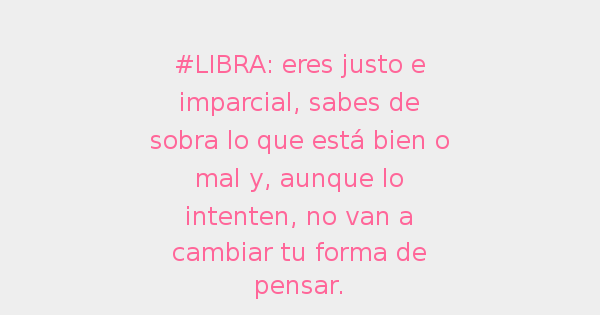 #LIBRA: eres justo e
imparcial, sabes de
sobra lo que está bien o
mal y, aunque lo
intenten, no van a
cambiar tu forma de
pensar.